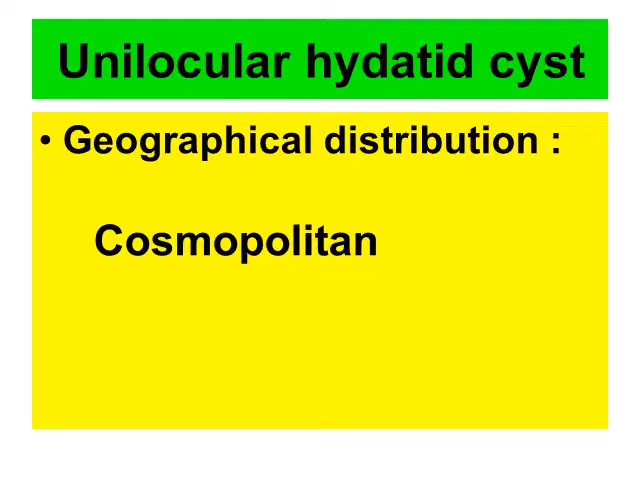 Unilocular hydatid cyst
• Geographical distribution :
Cosmopolitan